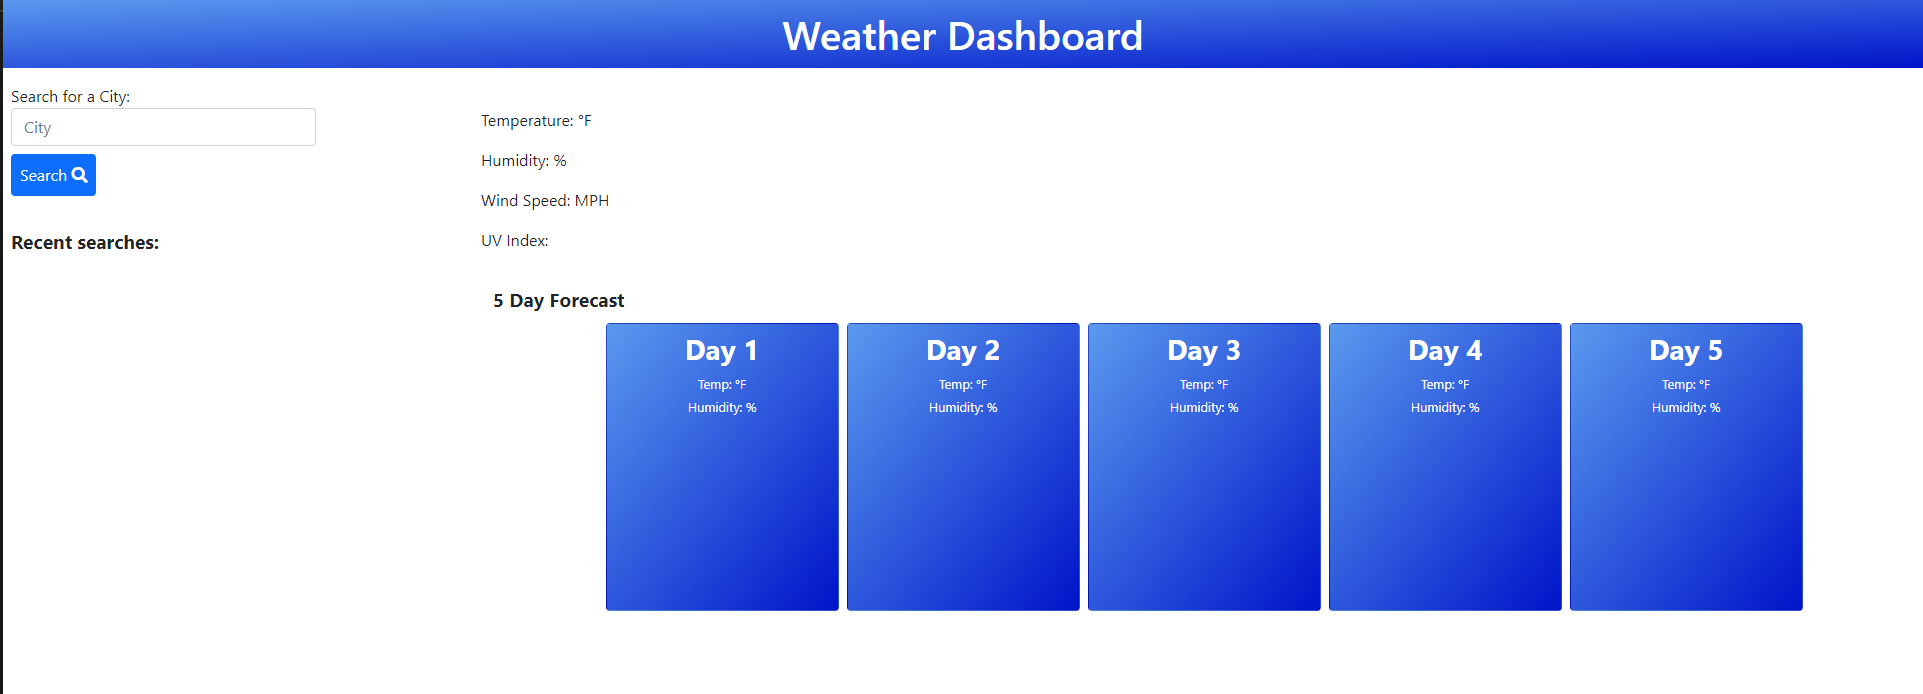 Weather Dashboard
Search for a City:
City
Search
Recent searches:
Temperature: °F
Humidity: %
Wind Speed: MPH
UV Index:
5 Day Forecast
Day 1
Temp: °F
Humidity: %
Day 2
Temp: °F
Humidity: %
Day 3
Temp: °F
Humidity: %
Day 4
Temp: °F
Humidity: %
Day 5
Temp: °F
Humidity: %